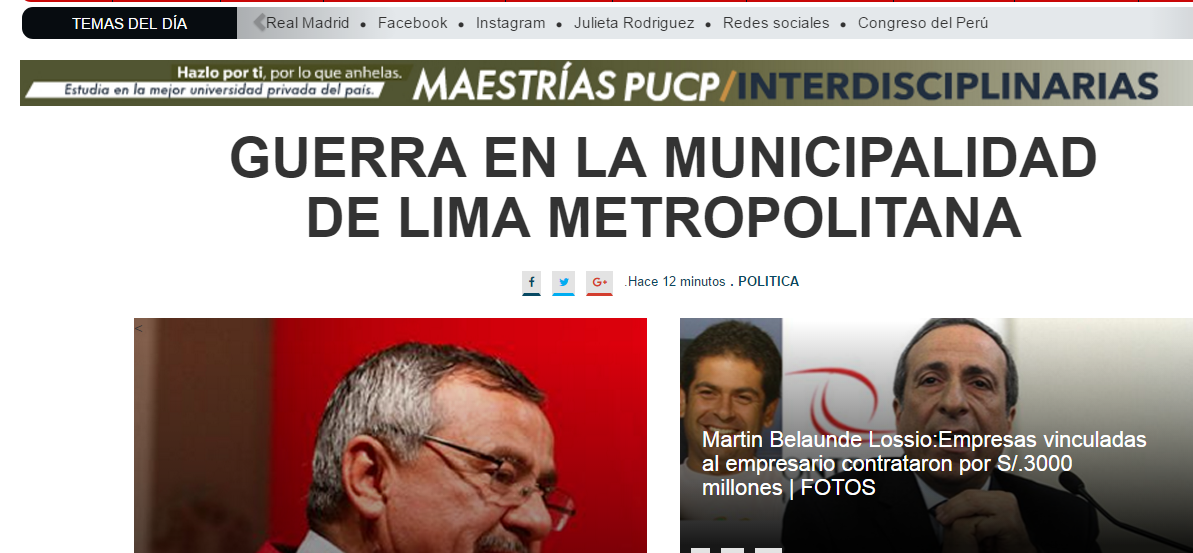 TEMAS DEL DÍA
Real Madrid • Facebook • Instagram • Julieta Rodriguez • Redes sociales • Congreso del Perú
Hazlo por ti, por lo que anhelas.
Estudia en la mejor universidad privada del país.
MAESTRÍAS PUCP/INTERDISCIPLINARIAS
GUERRA EN LA MUNICIPALIDAD
DE LIMA METROPOLITANA
.Hace 12 minutos . POLITICA
<
Martin Belaunde Lossio:Empresas vinculadas
al empresario contrataron por S/.3000
millones | FOTOS